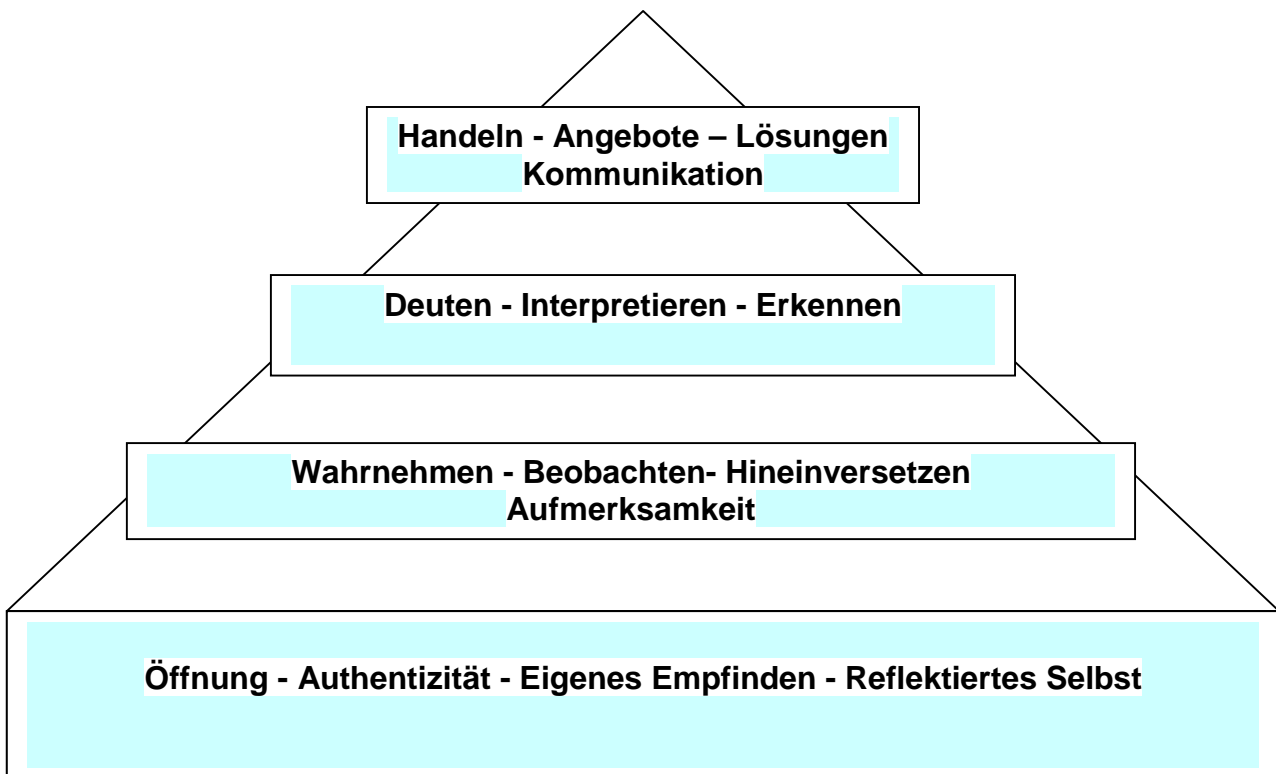 Handeln - Angebote – Lösungen
Kommunikation
Deuten - Interpretieren - Erkennen
Wahrnehmen - Beobachten- Hineinversetzen
Aufmerksamkeit
Öffnung - Authentizität - Eigenes Empfinden - Reflektiertes Selbst